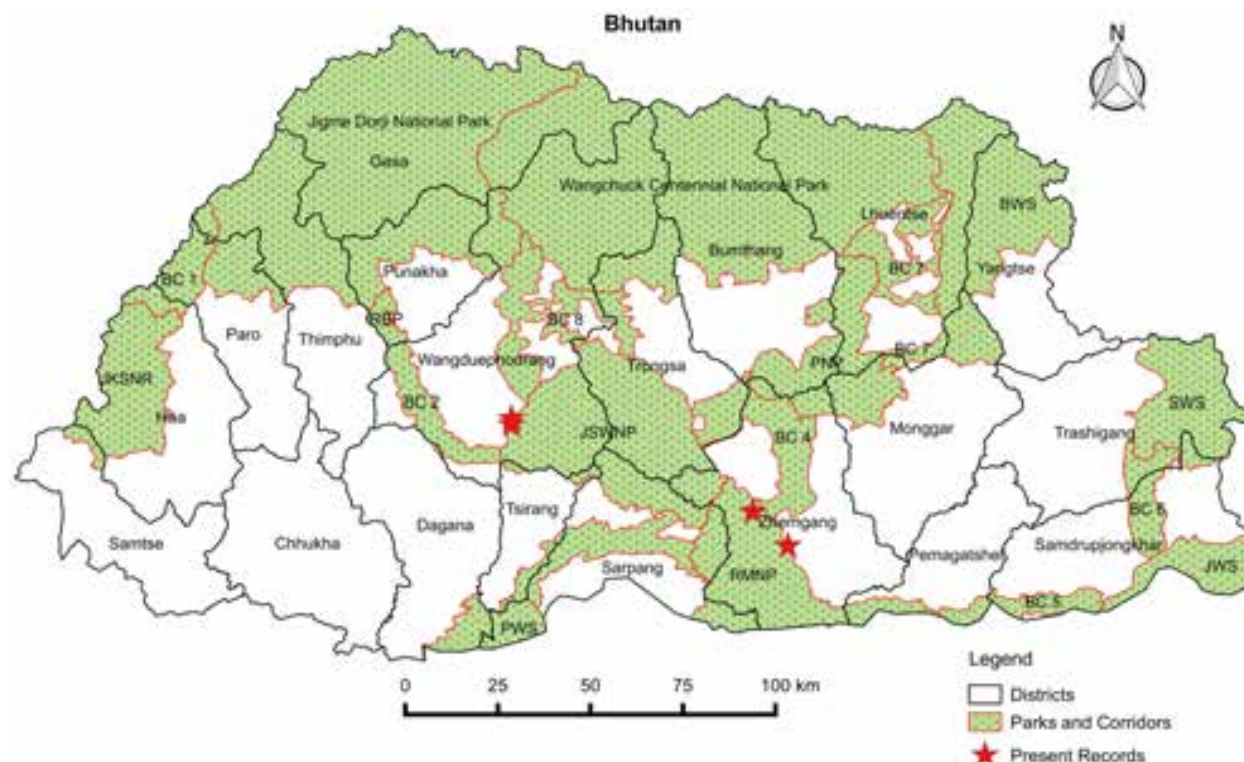 Bhutan
N
Jigme Dorji National Park
Gasa
Wangchuck Centennial National Park
Lhuentse
BWS
Bumthang
BC 1
Punakha
BC 7
Yangtse
RBP
BC 8
Paro
Thimphu
Wangduephodrang
Trongsa
PNP
BC 7
JKSNR
Haa
BC 2
JSWNP
BC 4
Monggar
Trashigang
SWS
Tsirang
Zhemgang
BC 6
Samtse
Chhukha
Dagana
Sarpang
RMNP
Pemagatshel
Samdrupjongkhar
JWS
PWS
BC 5
Legend
0 25 50 75 100 km
Districts
Parks and Corridors
Present Records